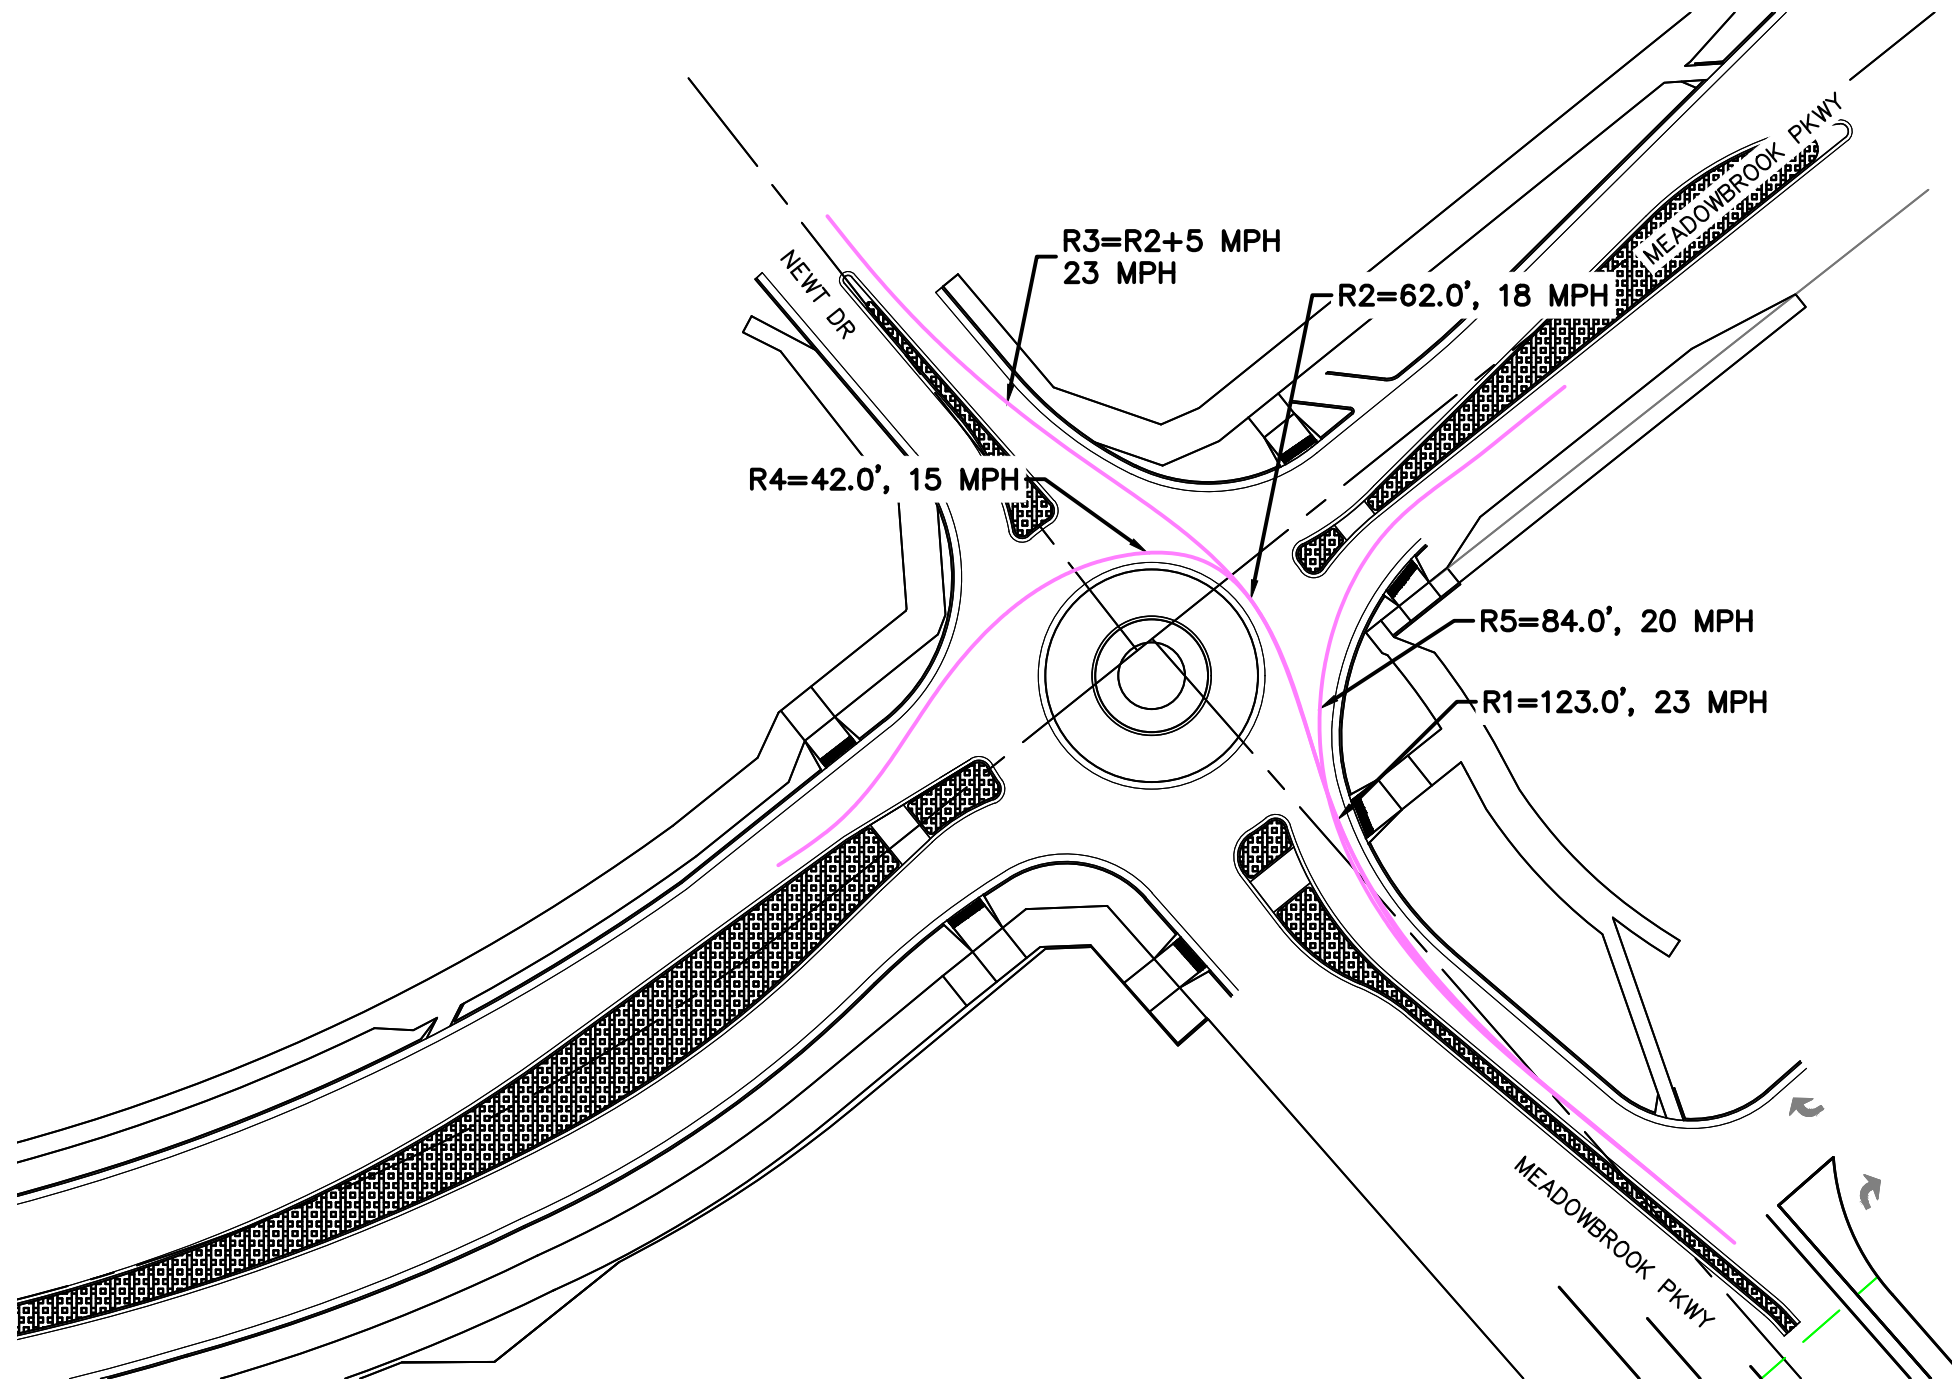 MEADOWBROOK PKWY
R3=R2+5 MPH
23 MPH
NEWT DR
R2=62.0', 18 MPH
R4=42.0', 15 MPH
R5=84.0', 20 MPH
R1=123.0', 23 MPH
MEADOWBROOK PKWY